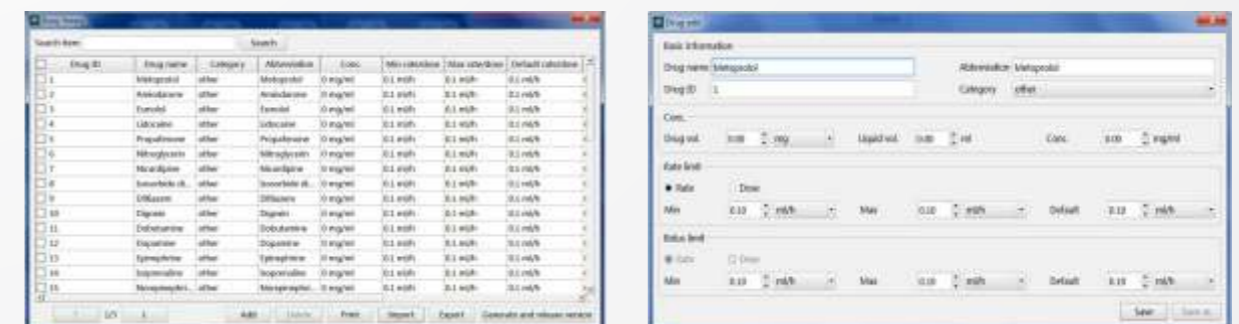 Drug library
Search item: Search
Drug ID Drug name Category Abbreviation Conc. Min rate/dose Max rate/dose Default rate/dose
1 Metoprolol other Metoprolol 0 mg/ml 0.1 ml/h 0.1 ml/h 0.1 ml/h
2 Amiodarone other Amiodarone 0 mg/ml 0.1 ml/h 0.1 ml/h 0.1 ml/h
3 Esmolol other Esmolol 0 mg/ml 0.1 ml/h 0.1 ml/h 0.1 ml/h
4 Lidocaine other Lidocaine 0 mg/ml 0.1 ml/h 0.1 ml/h 0.1 ml/h
5 Propafenone other Propafenone 0 mg/ml 0.1 ml/h 0.1 ml/h 0.1 ml/h
6 Nitroglycerin other Nitroglycerin 0 mg/ml 0.1 ml/h 0.1 ml/h 0.1 ml/h
7 Nicardipine other Nicardipine 0 mg/ml 0.1 ml/h 0.1 ml/h 0.1 ml/h
8 Isosorbide di... other Isosorbide di... 0 mg/ml 0.1 ml/h 0.1 ml/h 0.1 ml/h
9 Diltiazem other Diltiazem 0 mg/ml 0.1 ml/h 0.1 ml/h 0.1 ml/h
10 Digoxin other Digoxin 0 mg/ml 0.1 ml/h 0.1 ml/h 0.1 ml/h
11 Dobutamine other Dobutamine 0 mg/ml 0.1 ml/h 0.1 ml/h 0.1 ml/h
12 Dopamine other Dopamine 0 mg/ml 0.1 ml/h 0.1 ml/h 0.1 ml/h
13 Epinephrine other Epinephrine 0 mg/ml 0.1 ml/h 0.1 ml/h 0.1 ml/h
14 Isoprenaline other Isoprenaline 0 mg/ml 0.1 ml/h 0.1 ml/h 0.1 ml/h
15 Norepinephri... other Norepinephri... 0 mg/ml 0.1 ml/h 0.1 ml/h 0.1 ml/h
1 Add Delete Print Import Export Generate and release version
Drug edit
Basic information
Drug name Metoprolol Abbreviation Metoprolol
Drug ID 1 Category other
Conc.
Drug vol. 0.00 mg Liquid vol. 0.00 ml Conc. 0.00 mg/ml
Rate limit
Rate Dose
Min 0.10 ml/h Max 0.10 ml/h Default 0.10 ml/h
Bolus limit
Rate Dose
Min 0.10 ml/h Max 0.10 ml/h Default 0.10 ml/h
Save Save as